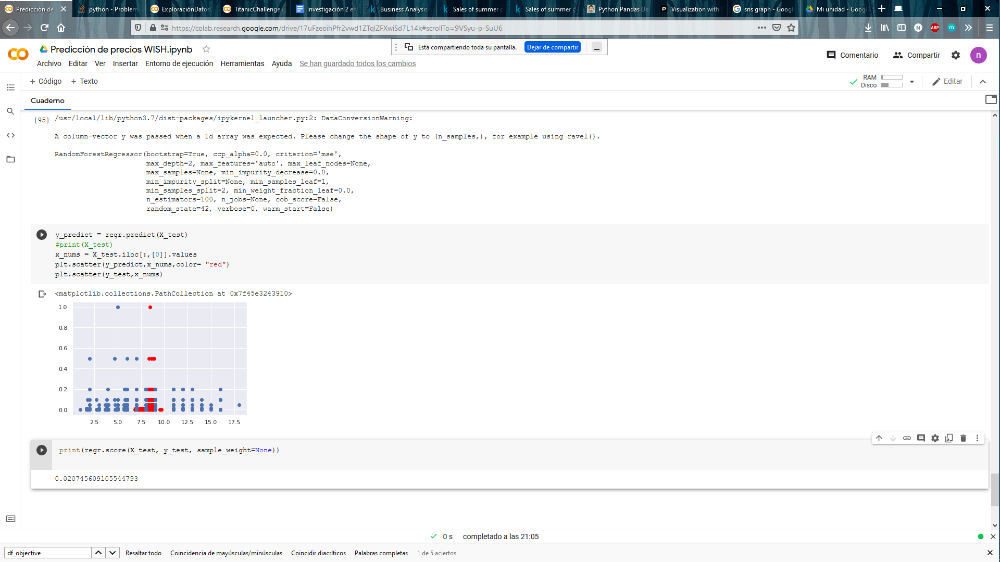 Predicción de p
python - Problem
ExploraciónDatos
TitanicChallenge.i
Investigación 2 en
Business Analysis
Sales of summer c
Sales of summer c
Python Pandas Da
Visualization with
sns graph - Googl
Mi unidad - Googl
https://colab.research.google.com/drive/17uFzeoihPfr2vwd1ZTqlZFXwiSd7L14k#scrollTo=9VSyu-p-SuU6
Predicción de precios WISH.ipynb
Está compartiendo toda su pantalla.
Dejar de compartir
Comentario
Compartir
n
Archivo Editar Ver Insertar Entorno de ejecución Herramientas Ayuda Se han guardado todos los cambios
+ Código + Texto
RAM
Disco
Editar
Cuaderno
[95] /usr/local/lib/python3.7/dist-packages/ipykernel_launcher.py:2: DataConversionWarning:
A column-vector y was passed when a 1d array was expected. Please change the shape of y to (n_samples,), for example using ravel().
RandomForestRegressor(bootstrap=True, ccp_alpha=0.0, criterion='mse',
max_depth=2, max_features='auto', max_leaf_nodes=None,
max_samples=None, min_impurity_decrease=0.0,
min_impurity_split=None, min_samples_leaf=1,
min_samples_split=2, min_weight_fraction_leaf=0.0,
n_estimators=100, n_jobs=None, oob_score=False,
random_state=42, verbose=0, warm_start=False)
y_predict = regr.predict(X_test)
#print(X_test)
x_nums = X_test.iloc[:,[0]].values
plt.scatter(y_predict,x_nums,color= "red")
plt.scatter(y_test,x_nums)
<matplotlib.collections.PathCollection at 0x7f45e3243910>
1.0
0.8
0.6
0.4
0.2
0.0
2.5 5.0 7.5 10.0 12.5 15.0 17.5
print(regr.score(X_test, y_test, sample_weight=None))
0.020745609105544793
0 s completado a las 21:05
df_objective
Resaltar todo Coincidencia de mayúsculas/minúsculas Coincidir diacríticos Palabras completas 1 de 5 aciertos